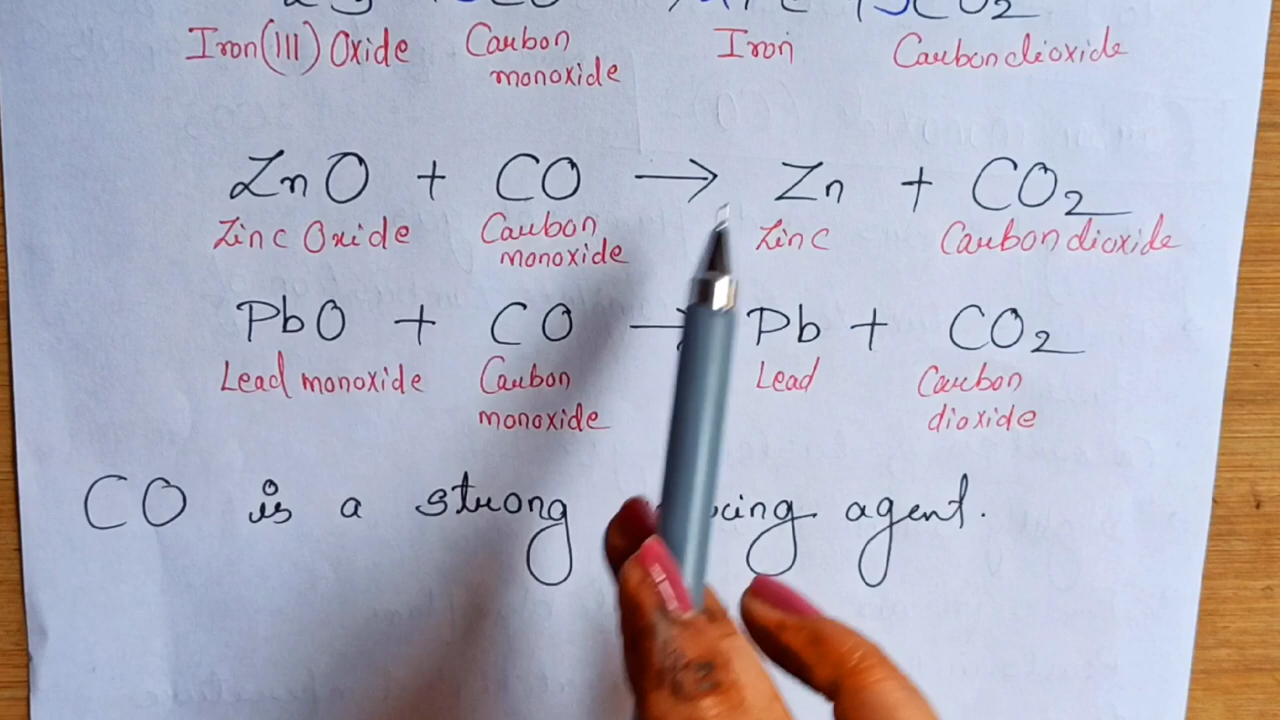 Iron(III) Oxide Carbon monoxide Iron Carbondioxide
ZnO + CO → Zn + CO₂
Zinc Oxide Carbon monoxide Zinc Carbondioxide
PbO + CO → Pb + CO₂
Lead monoxide Carbon monoxide Lead Carbon dioxide
CO is a strong agent.